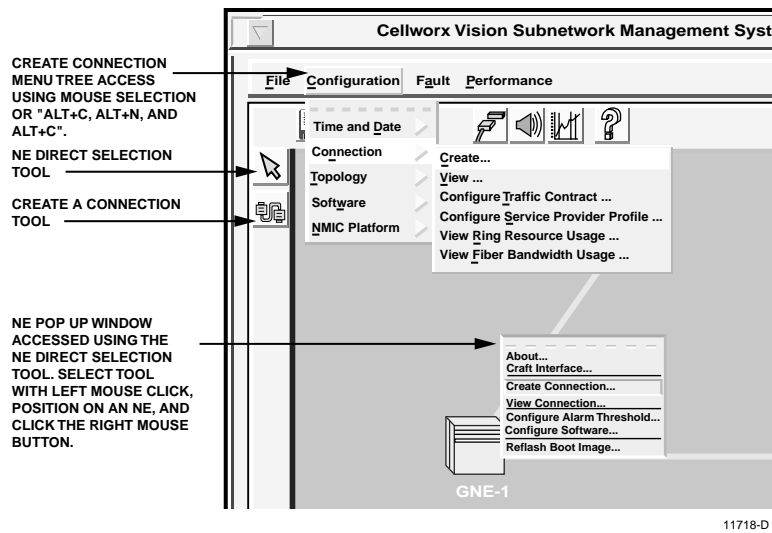 Cellworx Vision Subnetwork Management Syst
CREATE CONNECTION
MENU TREE ACCESS
USING MOUSE SELECTION
OR "ALT+C, ALT+N, AND
ALT+C".
NE DIRECT SELECTION
TOOL
CREATE A CONNECTION
TOOL
NE POP UP WINDOW
ACCESSED USING THE
NE DIRECT SELECTION
TOOL. SELECT TOOL
WITH LEFT MOUSE CLICK,
POSITION ON AN NE, AND
CLICK THE RIGHT MOUSE
BUTTON.
File Configuration Fault Performance
Time and Date
Connection
Topology
Software
NMIC Platform
Create...
View ...
Configure Traffic Contract ...
Configure Service Provider Profile ...
View Ring Resource Usage ...
View Fiber Bandwidth Usage ...
About...
Craft Interface...
Create Connection...
View Connection...
Configure Alarm Threshold...
Configure Software...
Reflash Boot Image...
GNE-1
11718-D